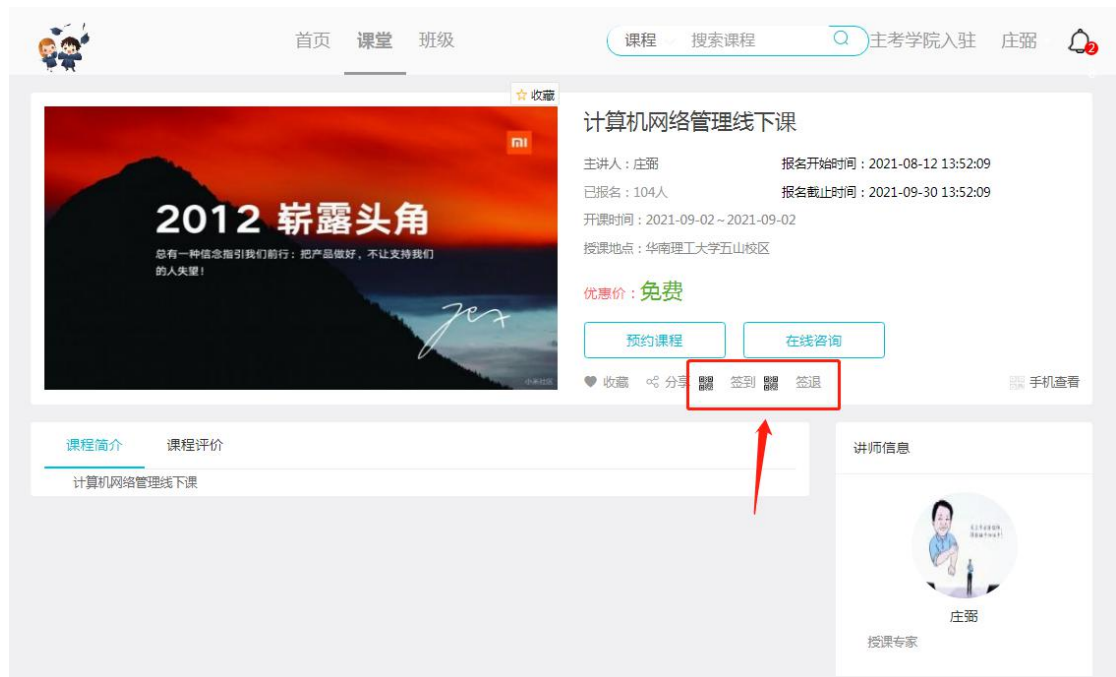 首页 课堂 班级 课程 搜索课程 主考学院入驻 庄弼 2
收藏
计算机网络管理线下课
mi
主讲人：庄弼 报名开始时间：2021-08-12 13:52:09
已报名：104人 报名截止时间：2021-09-30 13:52:09
开课时间：2021-09-02～2021-09-02
授课地点：华南理工大学五山校区
2012 崭露头角
总有一种信念指引我们前行：把产品做好，不让支持我们
的人失望！
优惠价：免费
预约课程 在线咨询
小米社区
收藏 分享 签到 签退 手机查看
课程简介 课程评价
计算机网络管理线下课
讲师信息
庄弼
授课专家